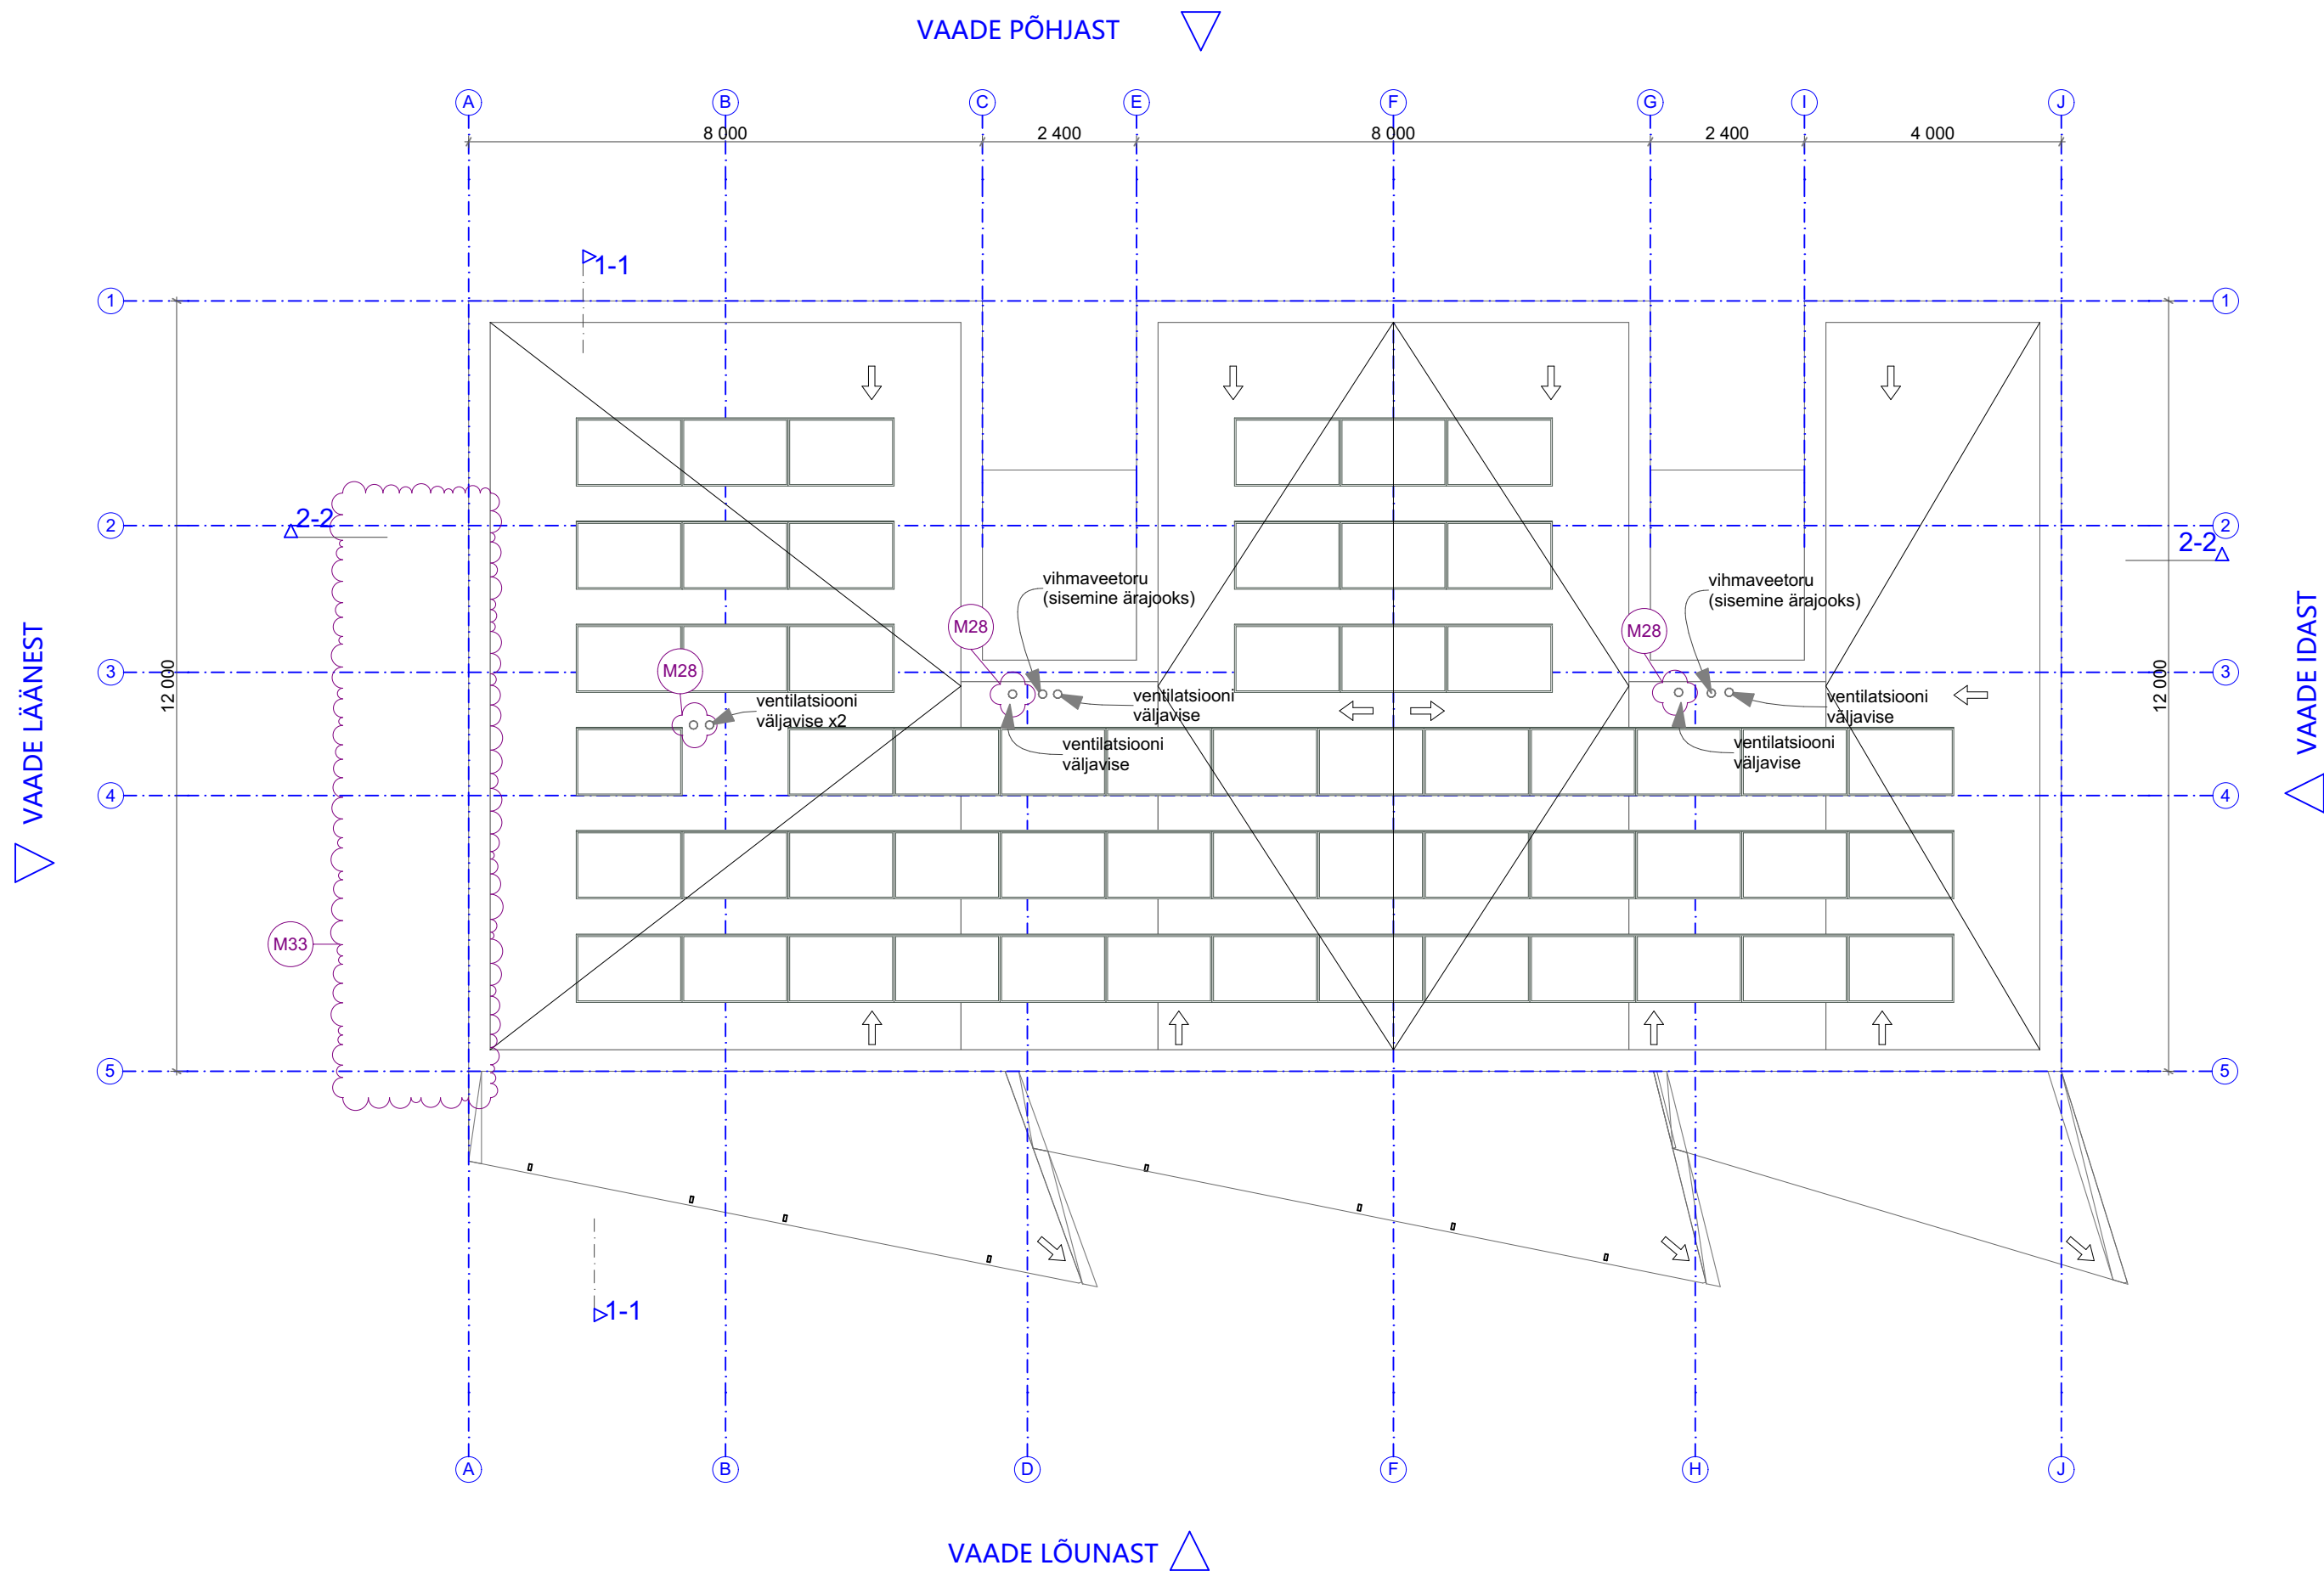 VAADE PÕHJAST
A
B
C
E
F
G
I
J
8 000
2 400
8 000
2 400
4 000
1-1
1
1
2-2
2
2
2-2
vihmaveetoru
(sisemine ärajooks)
vihmaveetoru
(sisemine ärajooks)
M28
M28
M28
3
3
12 000
12 000
VAADE LÄÄNEST
VAADE IDAST
ventilatsiooni
väljavise x2
ventilatsiooni
väljavise
ventilatsiooni
väljavise
ventilatsiooni
väljavise
ventilatsiooni
väljavise
4
4
M33
5
5
1-1
A
B
D
F
H
J
VAADE LÕUNAST